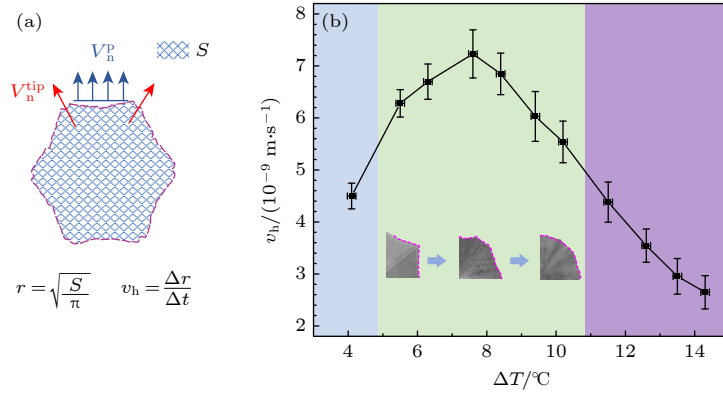 (a)
V_n^p
S
V_n^tip
r = √(S/π) v_h = Δr/Δt
(b)
v_h/(10^−9 m·s^−1)
8
7
6
5
4
3
2
4 6 8 10 12 14
ΔT/℃